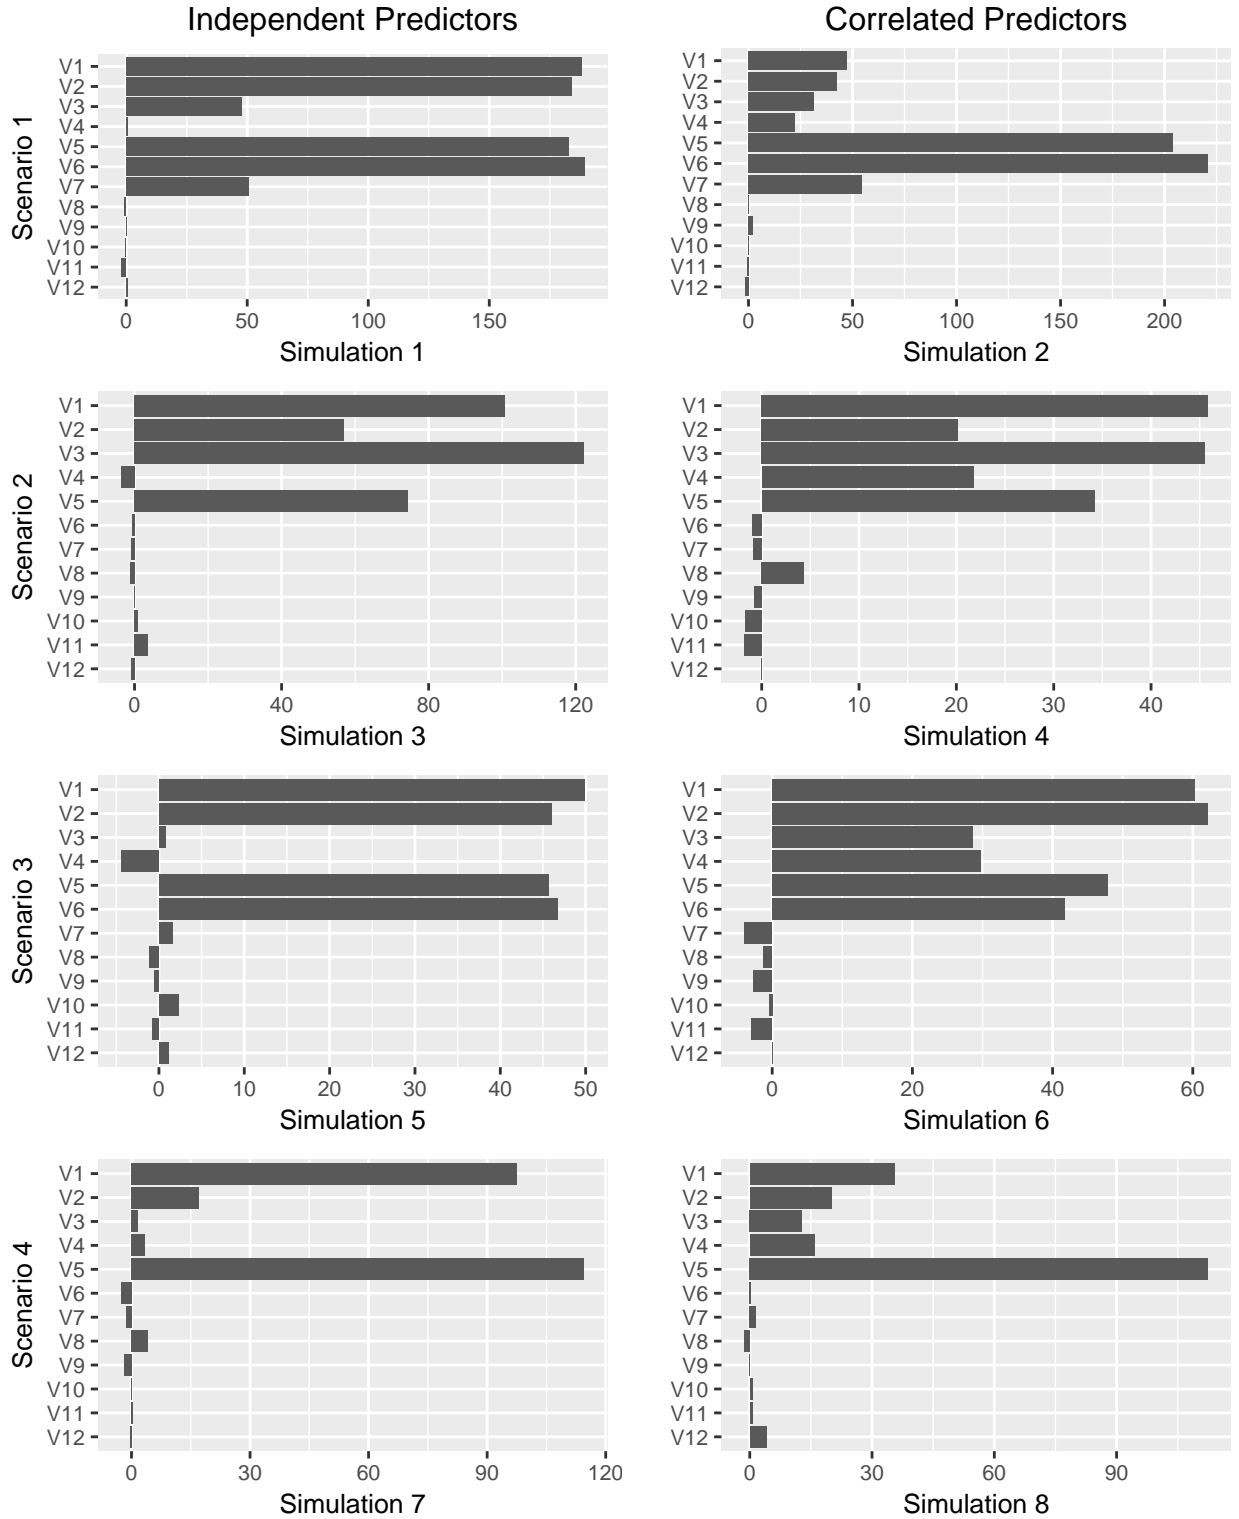 Independent Predictors
Correlated Predictors
Scenario 1
V1
V2
V3
V4
V5
V6
V7
V8
V9
V10
V11
V12
0 50 100 150
Simulation 1
V1
V2
V3
V4
V5
V6
V7
V8
V9
V10
V11
V12
0 50 100 150 200
Simulation 2
Scenario 2
V1
V2
V3
V4
V5
V6
V7
V8
V9
V10
V11
V12
0 40 80 120
Simulation 3
V1
V2
V3
V4
V5
V6
V7
V8
V9
V10
V11
V12
0 10 20 30 40
Simulation 4
Scenario 3
V1
V2
V3
V4
V5
V6
V7
V8
V9
V10
V11
V12
0 10 20 30 40 50
Simulation 5
V1
V2
V3
V4
V5
V6
V7
V8
V9
V10
V11
V12
0 20 40 60
Simulation 6
Scenario 4
V1
V2
V3
V4
V5
V6
V7
V8
V9
V10
V11
V12
0 30 60 90 120
Simulation 7
V1
V2
V3
V4
V5
V6
V7
V8
V9
V10
V11
V12
0 30 60 90
Simulation 8